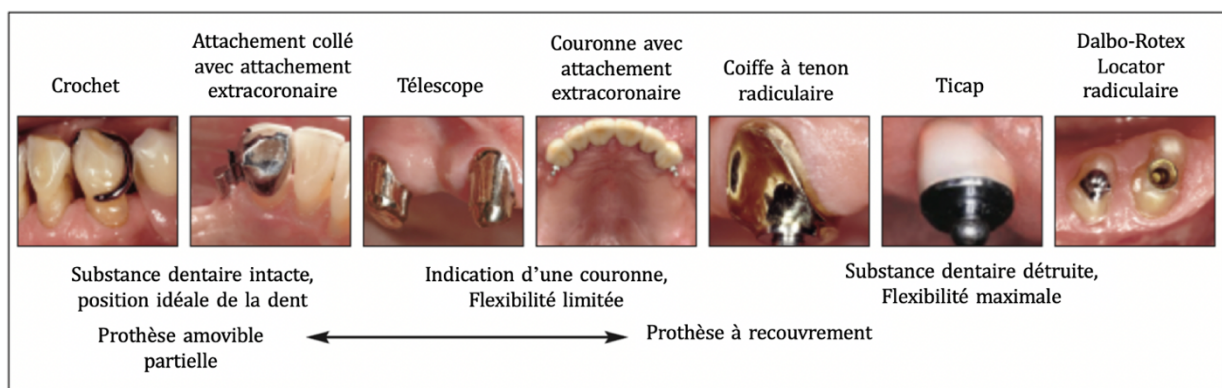 Crochet
Attachement collé
avec attachement
extracoronaire
Télescope
Couronne avec
attachement
extracoronaire
Coiffe à tenon
radiculaire
Ticap
Dalbo-Rotex
Locator
radiculaire
Substance dentaire intacte,
position idéale de la dent
Indication d’une couronne,
Flexibilité limitée
Substance dentaire détruite,
Flexibilité maximale
Prothèse amovible
partielle
Prothèse à recouvrement